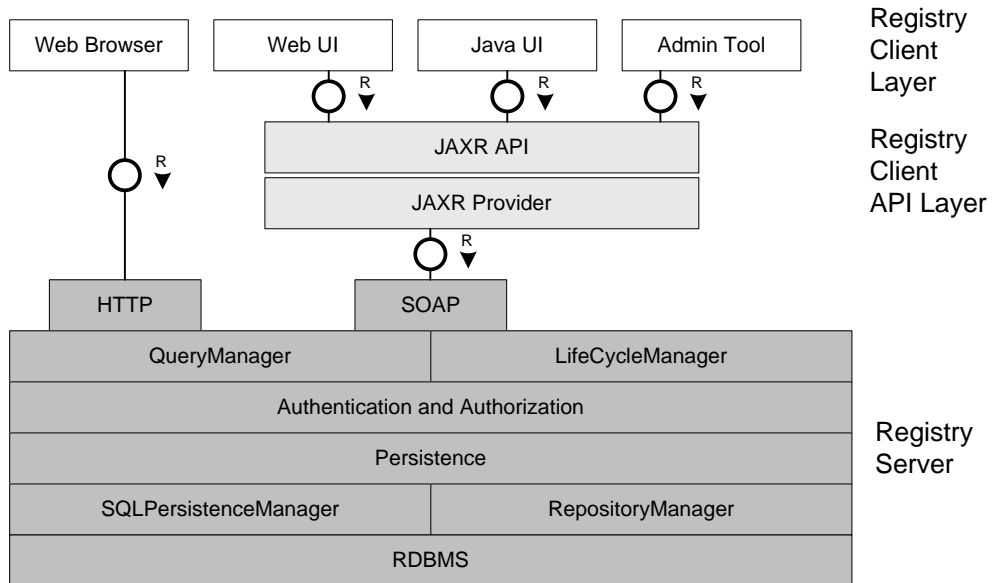 Web Browser
Web UI
Java UI
Admin Tool
Registry
Client
Layer
R
R
R
JAXR API
Registry
Client
API Layer
R
JAXR Provider
R
HTTP
SOAP
QueryManager
LifeCycleManager
Authentication and Authorization
Registry
Server
Persistence
SQLPersistenceManager
RepositoryManager
RDBMS